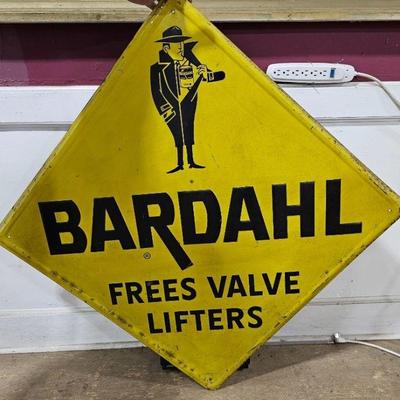 BARDAHL
®
FREES VALVE
LIFTERS